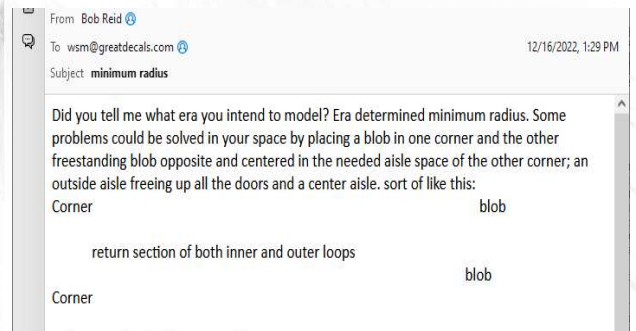 From Bob Reid
To wsm@greatdecals.com 12/16/2022, 1:29 PM
Subject minimum radius
Did you tell me what era you intend to model? Era determined minimum radius. Some
problems could be solved in your space by placing a blob in one corner and the other
freestanding blob opposite and centered in the needed aisle space of the other corner; an
outside aisle freeing up all the doors and a center aisle. sort of like this:
Corner blob
return section of both inner and outer loops
blob
Corner